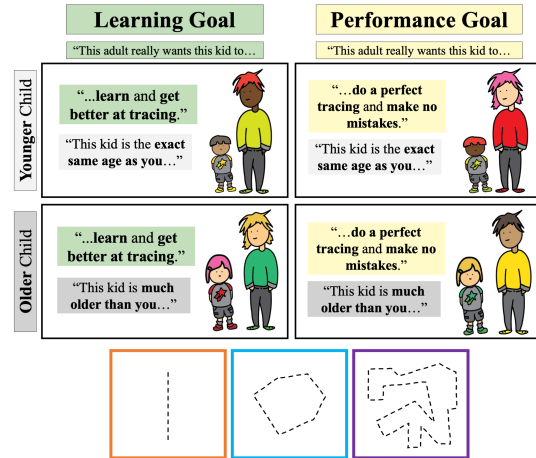 Learning Goal
Performance Goal
“This adult really wants this kid to…
“This adult really wants this kid to…
Younger Child
“...learn and get
better at tracing.”
“This kid is the exact
same age as you…”
“…do a perfect
tracing and make no
mistakes.”
“This kid is the exact
same age as you…”
Older Child
“...learn and get
better at tracing.”
“This kid is much
older than you…”
“…do a perfect
tracing and make no
mistakes.”
“This kid is much
older than you…”